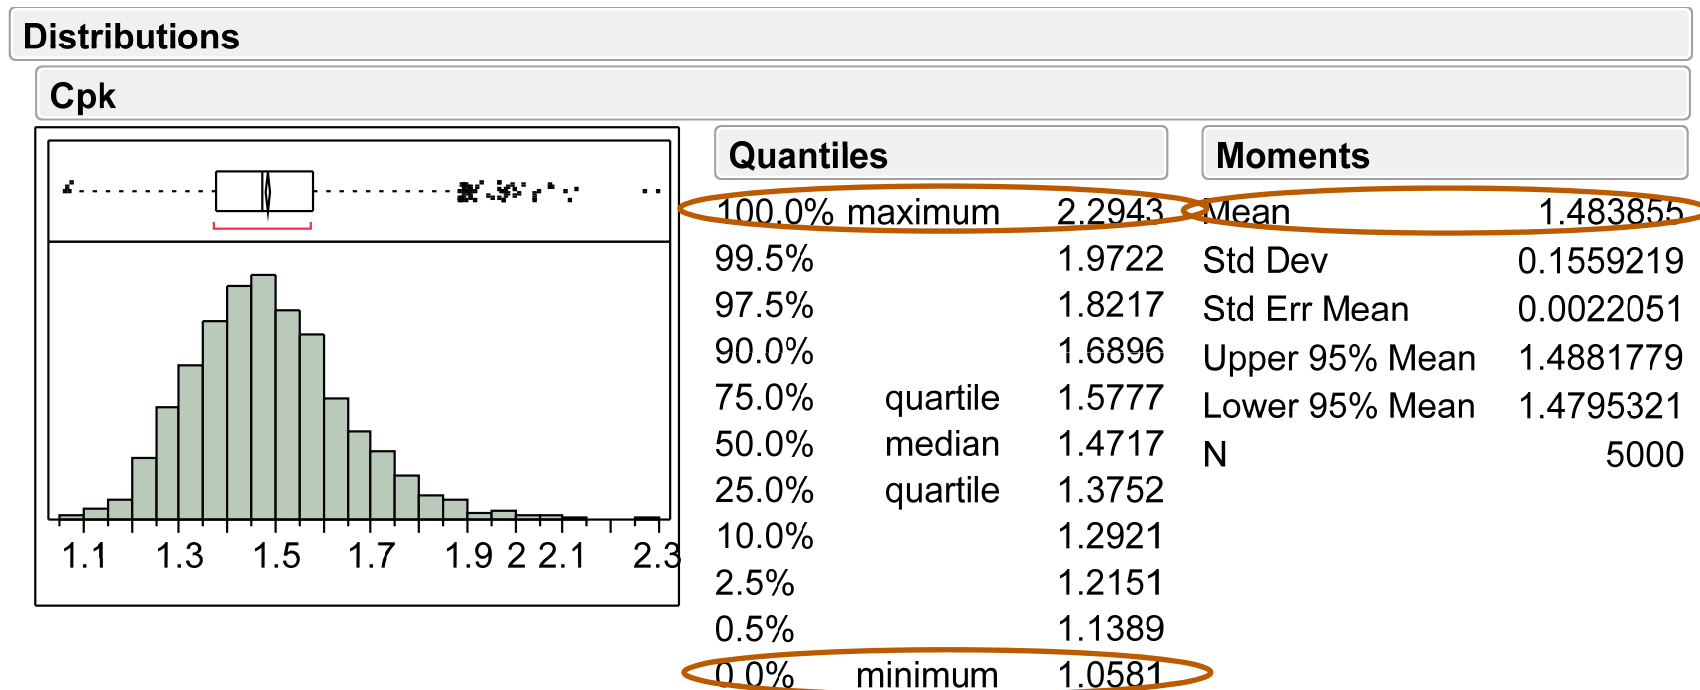 Distributions
Cpk
1.1 1.3 1.5 1.7 1.9 2 2.1 2.3
Quantiles
100.0% maximum 2.2943
99.5% 1.9722
97.5% 1.8217
90.0% 1.6896
75.0% quartile 1.5777
50.0% median 1.4717
25.0% quartile 1.3752
10.0% 1.2921
2.5% 1.2151
0.5% 1.1389
0.0% minimum 1.0581
Moments
Mean 1.483855
Std Dev 0.1559219
Std Err Mean 0.0022051
Upper 95% Mean 1.4881779
Lower 95% Mean 1.4795321
N 5000